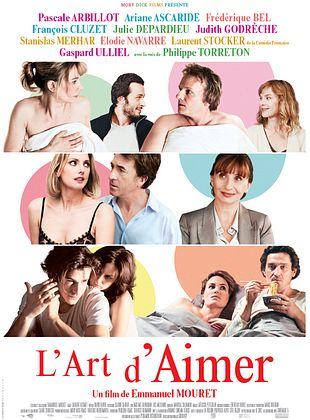 MOBY DICK FILMS PRÉSENTE
Pascale ARBILLOT Ariane ASCARIDE Frédérique BEL
François CLUZET Julie DEPARDIEU Judith GODRÈCHE
Stanislas MERHAR Elodie NAVARRE Laurent STOCKER de la Comédie Française
Gaspard ULLIEL avec la voix de Philippe TORRETON
L'Art d'Aimer
Un film de Emmanuel MOURET